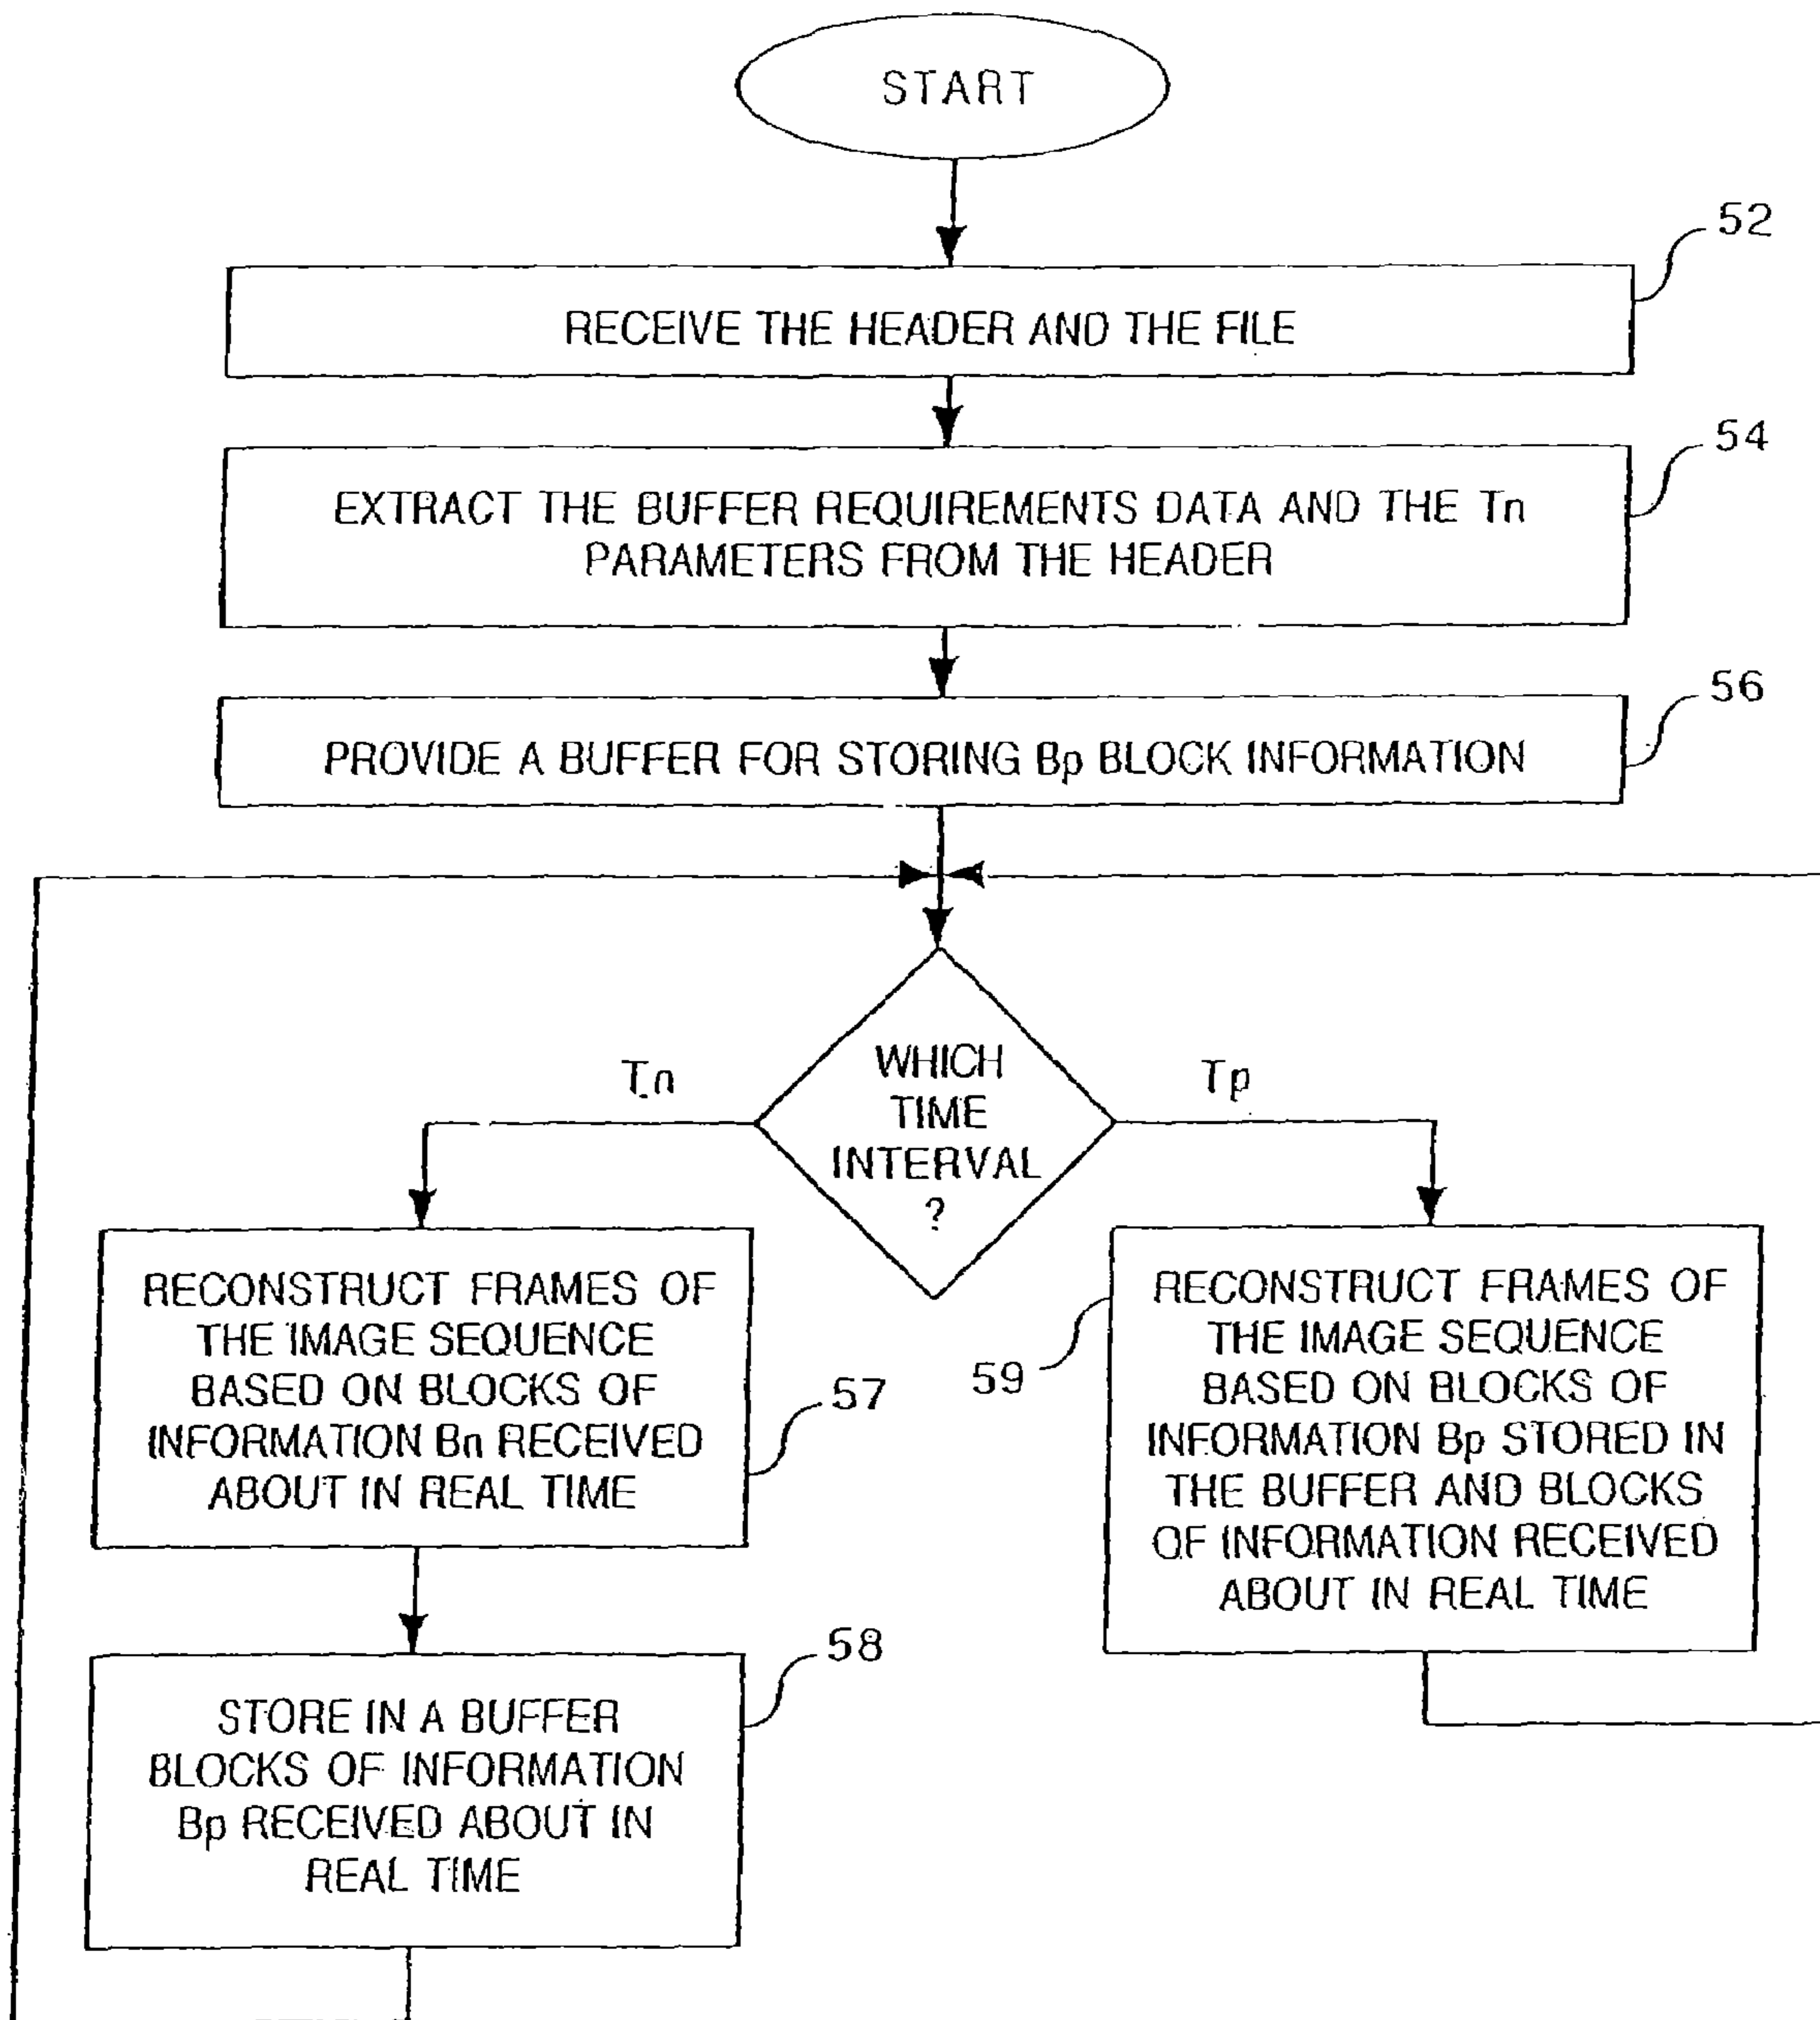 START
52
RECEIVE THE HEADER AND THE FILE
54
EXTRACT THE BUFFER REQUIREMENTS DATA AND THE Tn
PARAMETERS FROM THE HEADER
56
PROVIDE A BUFFER FOR STORING Bp BLOCK INFORMATION
Tn
WHICH
TIME
INTERVAL
?
Tp
RECONSTRUCT FRAMES OF
THE IMAGE SEQUENCE
BASED ON BLOCKS OF
INFORMATION Bn RECEIVED
ABOUT IN REAL TIME
57
59
RECONSTRUCT FRAMES OF
THE IMAGE SEQUENCE
BASED ON BLOCKS OF
INFORMATION Bp STORED IN
THE BUFFER AND BLOCKS
OF INFORMATION RECEIVED
ABOUT IN REAL TIME
58
STORE IN A BUFFER
BLOCKS OF INFORMATION
Bp RECEIVED ABOUT IN
REAL TIME